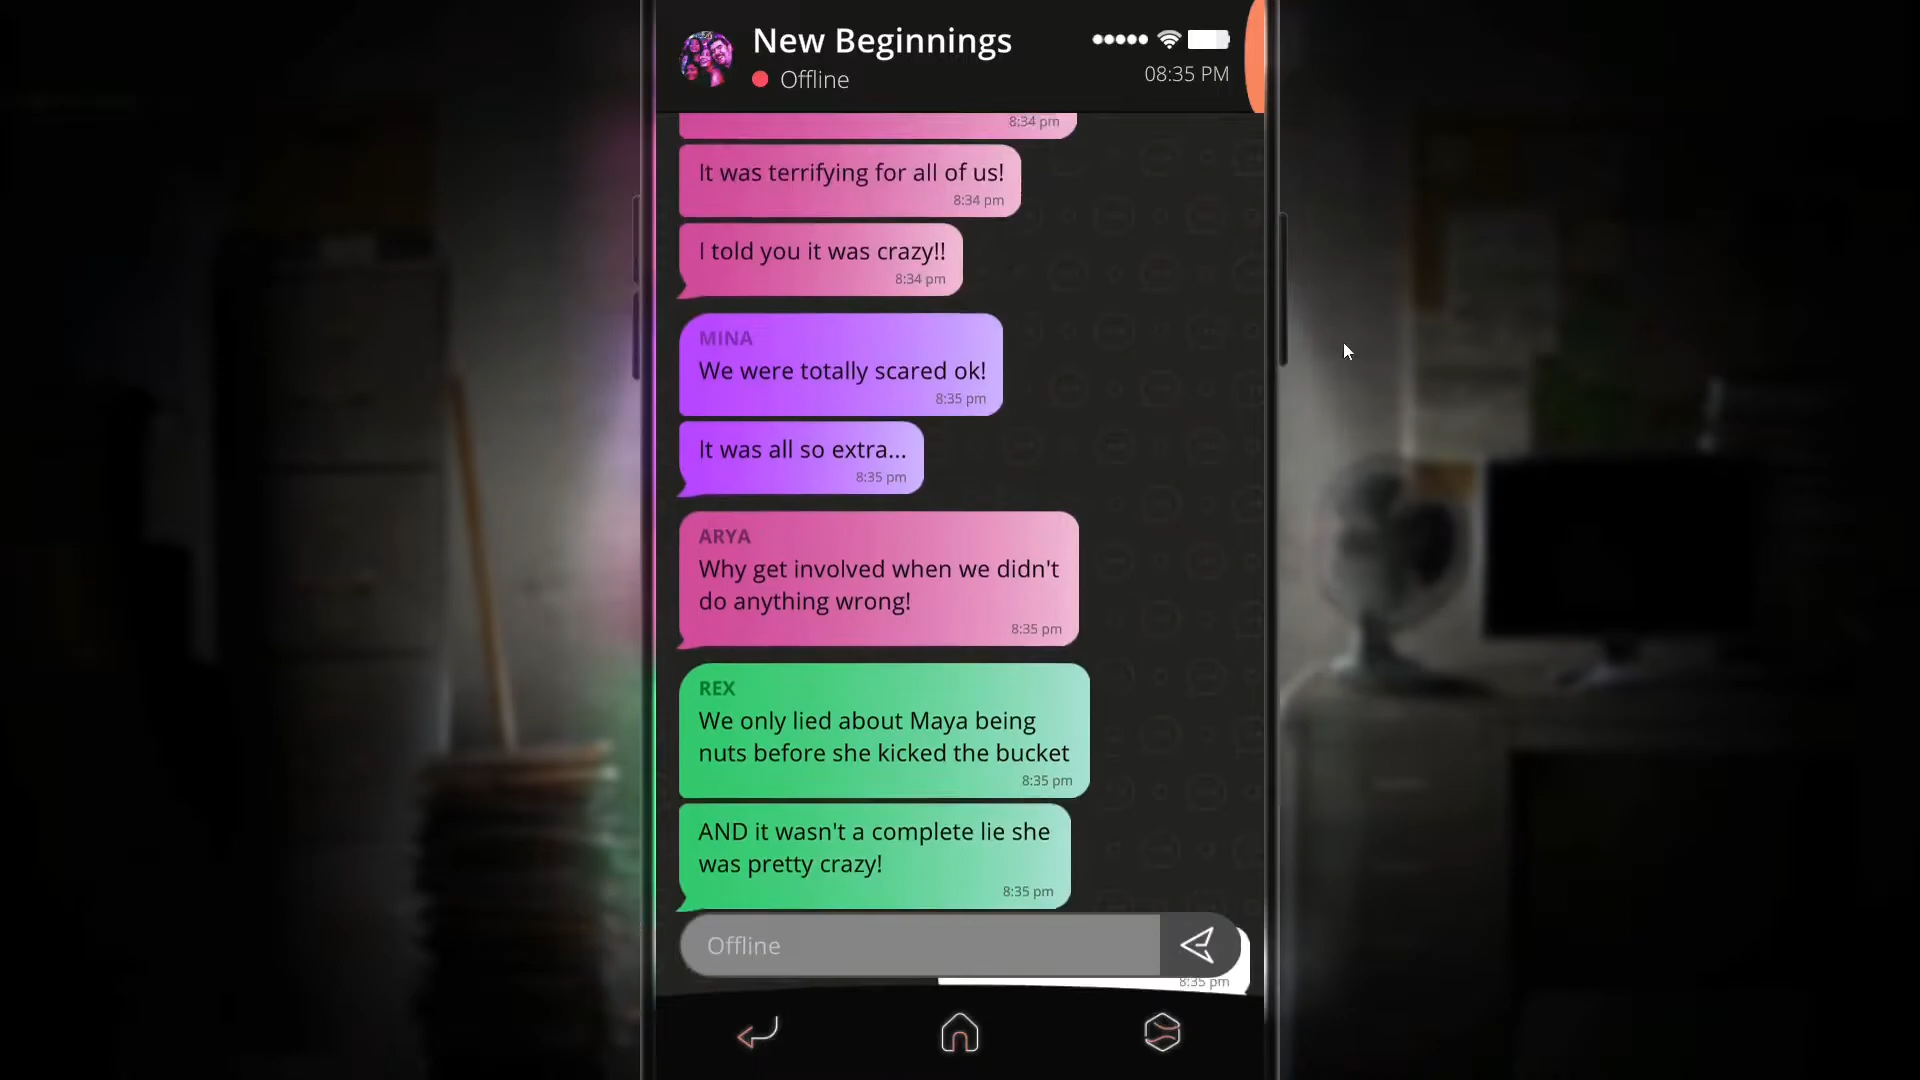 New Beginnings
Offline
08:35 PM
8:34 pm
It was terrifying for all of us!
8:34 pm
I told you it was crazy!!
8:34 pm
MINA
We were totally scared ok!
8:35 pm
It was all so extra...
8:35 pm
ARYA
Why get involved when we didn't
do anything wrong!
8:35 pm
REX
We only lied about Maya being
nuts before she kicked the bucket
8:35 pm
AND it wasn't a complete lie she
was pretty crazy!
8:35 pm
Offline
8:35 pm